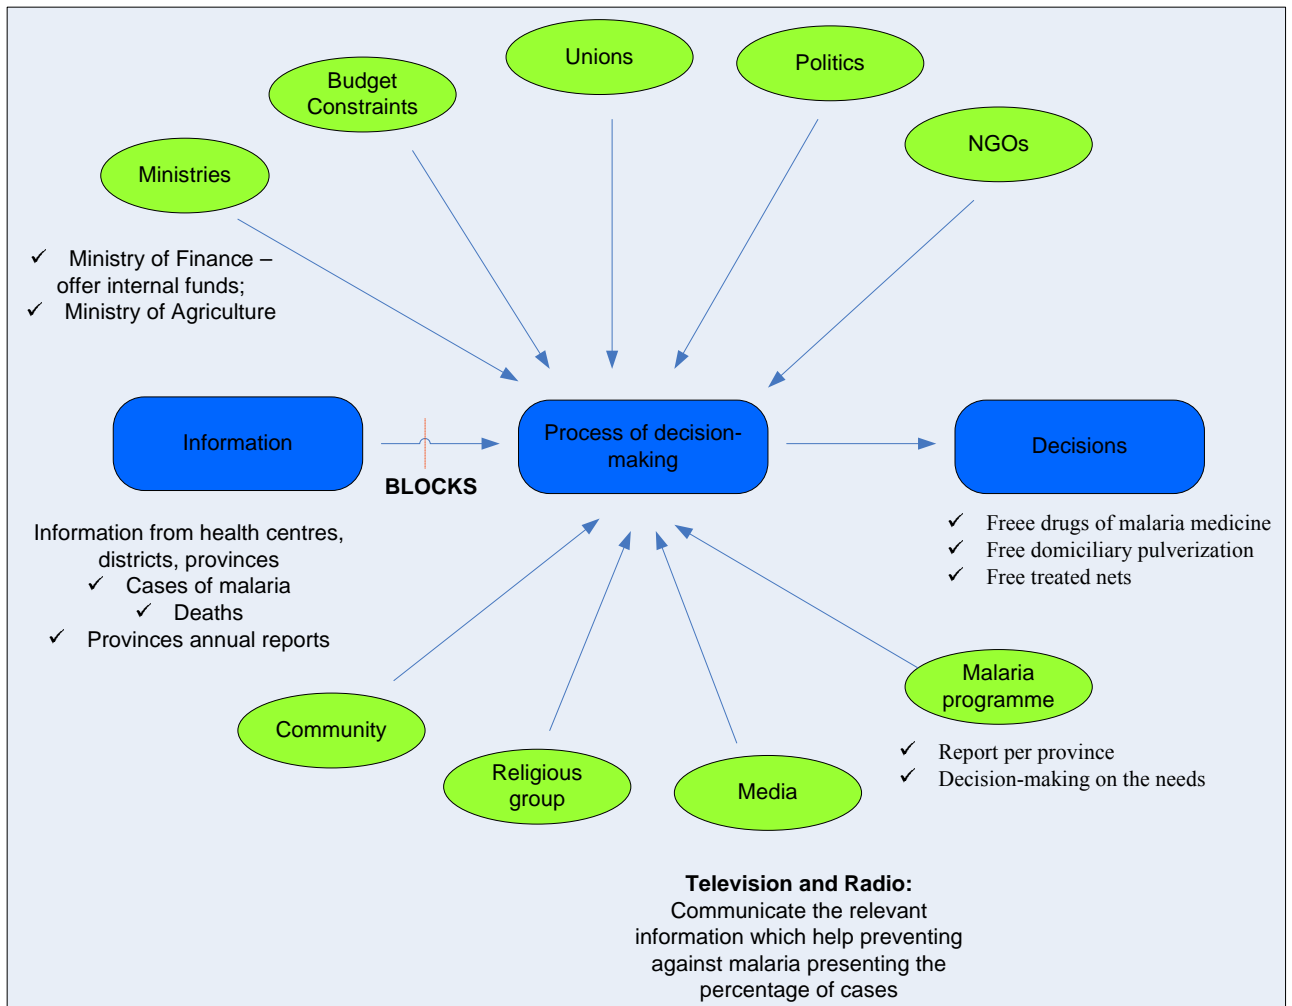 Unions
Politics
Budget
Constraints
NGOs
Ministries
✓ Ministry of Finance –
offer internal funds;
✓ Ministry of Agriculture
Information
BLOCKS
Process of decision-
making
Decisions
Information from health centres,
districts, provinces
✓ Cases of malaria
✓ Deaths
✓ Provinces annual reports
✓ Freee drugs of malaria medicine
✓ Free domiciliary pulverization
✓ Free treated nets
Community
Religious
group
Media
Malaria
programme
✓ Report per province
✓ Decision-making on the needs
Television and Radio:
Communicate the relevant
information which help preventing
against malaria presenting the
percentage of cases